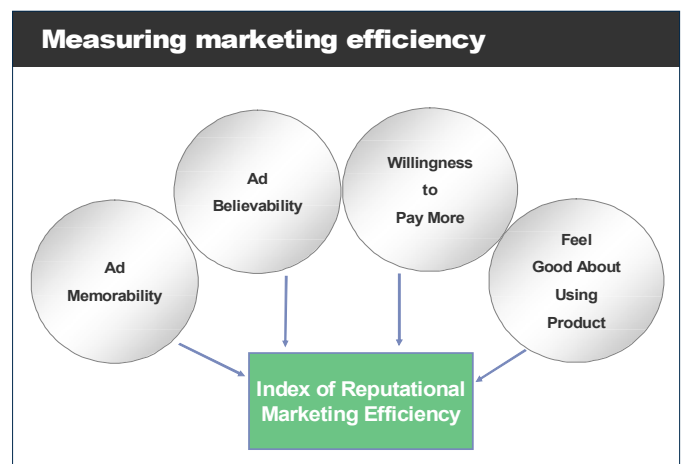 Measuring marketing efficiency
Ad
Memorability
Ad
Believability
Willingness
to
Pay More
Feel
Good About
Using
Product
Index of Reputational
Marketing Efficiency